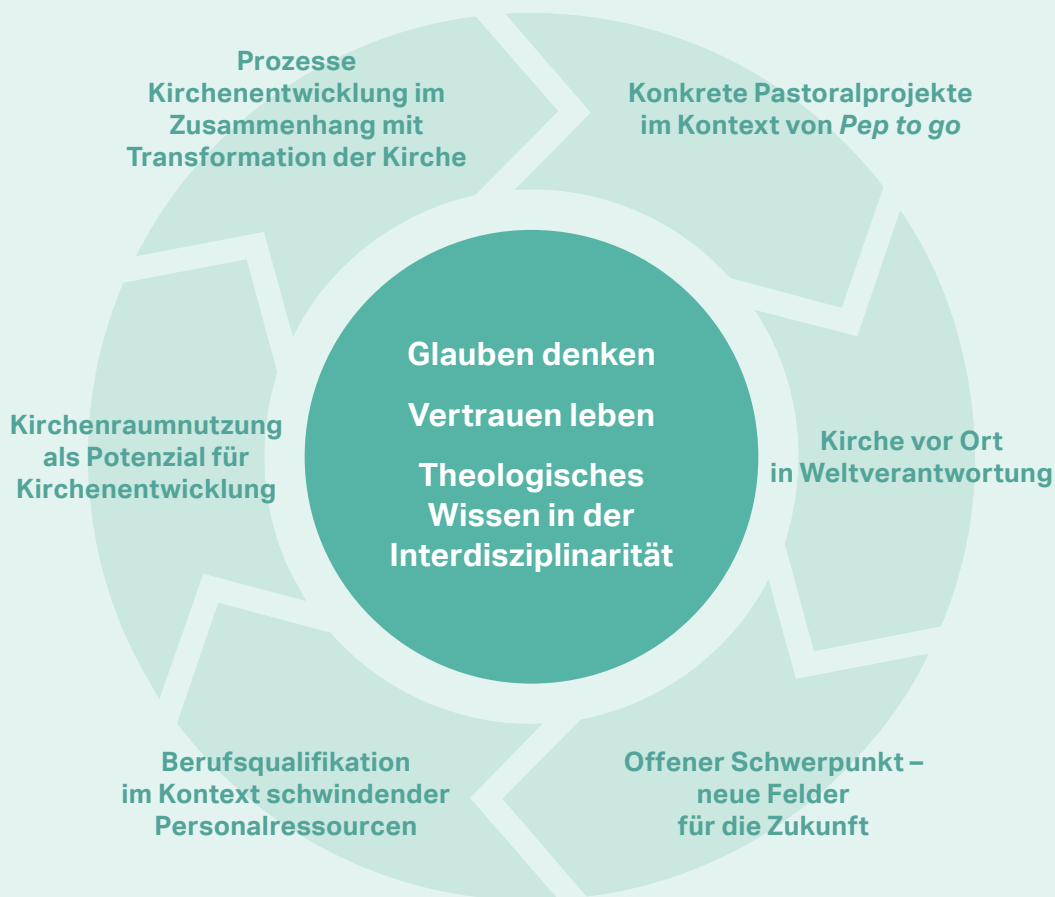 Prozesse
Kirchenentwicklung im
Zusammenhang mit
Transformation der Kirche
Konkrete Pastoralprojekte
im Kontext von Pep to go
Glauben denken
Vertrauen leben
Theologisches
Wissen in der
Interdisziplinarität
Kirchenraumnutzung
als Potenzial für
Kirchenentwicklung
Kirche vor Ort
in Weltverantwortung
Berufsqualifikation
im Kontext schwindender
Personalressourcen
Offener Schwerpunkt –
neue Felder
für die Zukunft